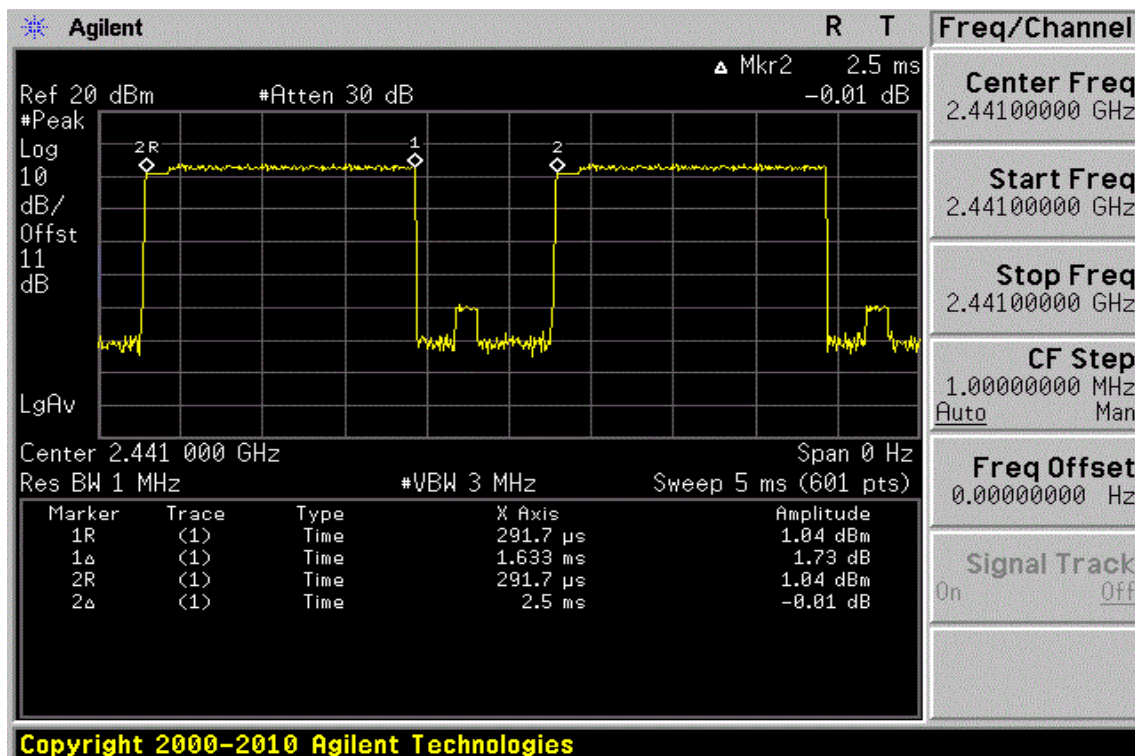 Agilent R T Freq/Channel
Δ Mkr2 2.5 ms
Ref 20 dBm #Atten 30 dB -0.01 dB
#Peak
Log
10
dB/
Offst
11
dB
2R 1 2
LgAv
Center 2.441 000 GHz Span 0 Hz
Res BW 1 MHz #VBW 3 MHz Sweep 5 ms (601 pts)
Marker Trace Type X Axis Amplitude
1R (1) Time 291.7 µs 1.04 dBm
1Δ (1) Time 1.633 ms 1.73 dB
2R (1) Time 291.7 µs 1.04 dBm
2Δ (1) Time 2.5 ms -0.01 dB
Center Freq
2.44100000 GHz
Start Freq
2.44100000 GHz
Stop Freq
2.44100000 GHz
CF Step
1.00000000 MHz
Auto Man
Freq Offset
0.00000000 Hz
Signal Track
On Off
Copyright 2000-2010 Agilent Technologies